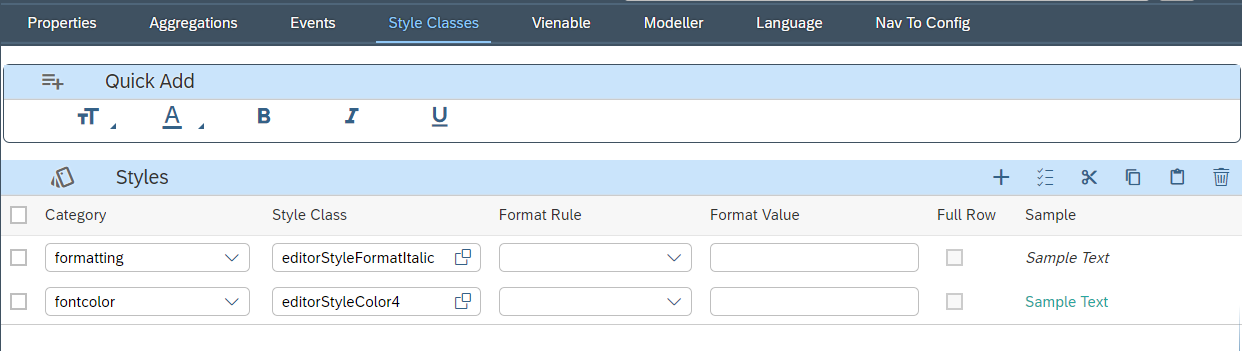 Properties Aggregations Events Style Classes Vienable Modeller Language Nav To Config
Quick Add
TT A B I U
Styles
Category Style Class Format Rule Format Value Full Row Sample
formatting editorStyleFormatItalic Sample Text
fontcolor editorStyleColor4 Sample Text